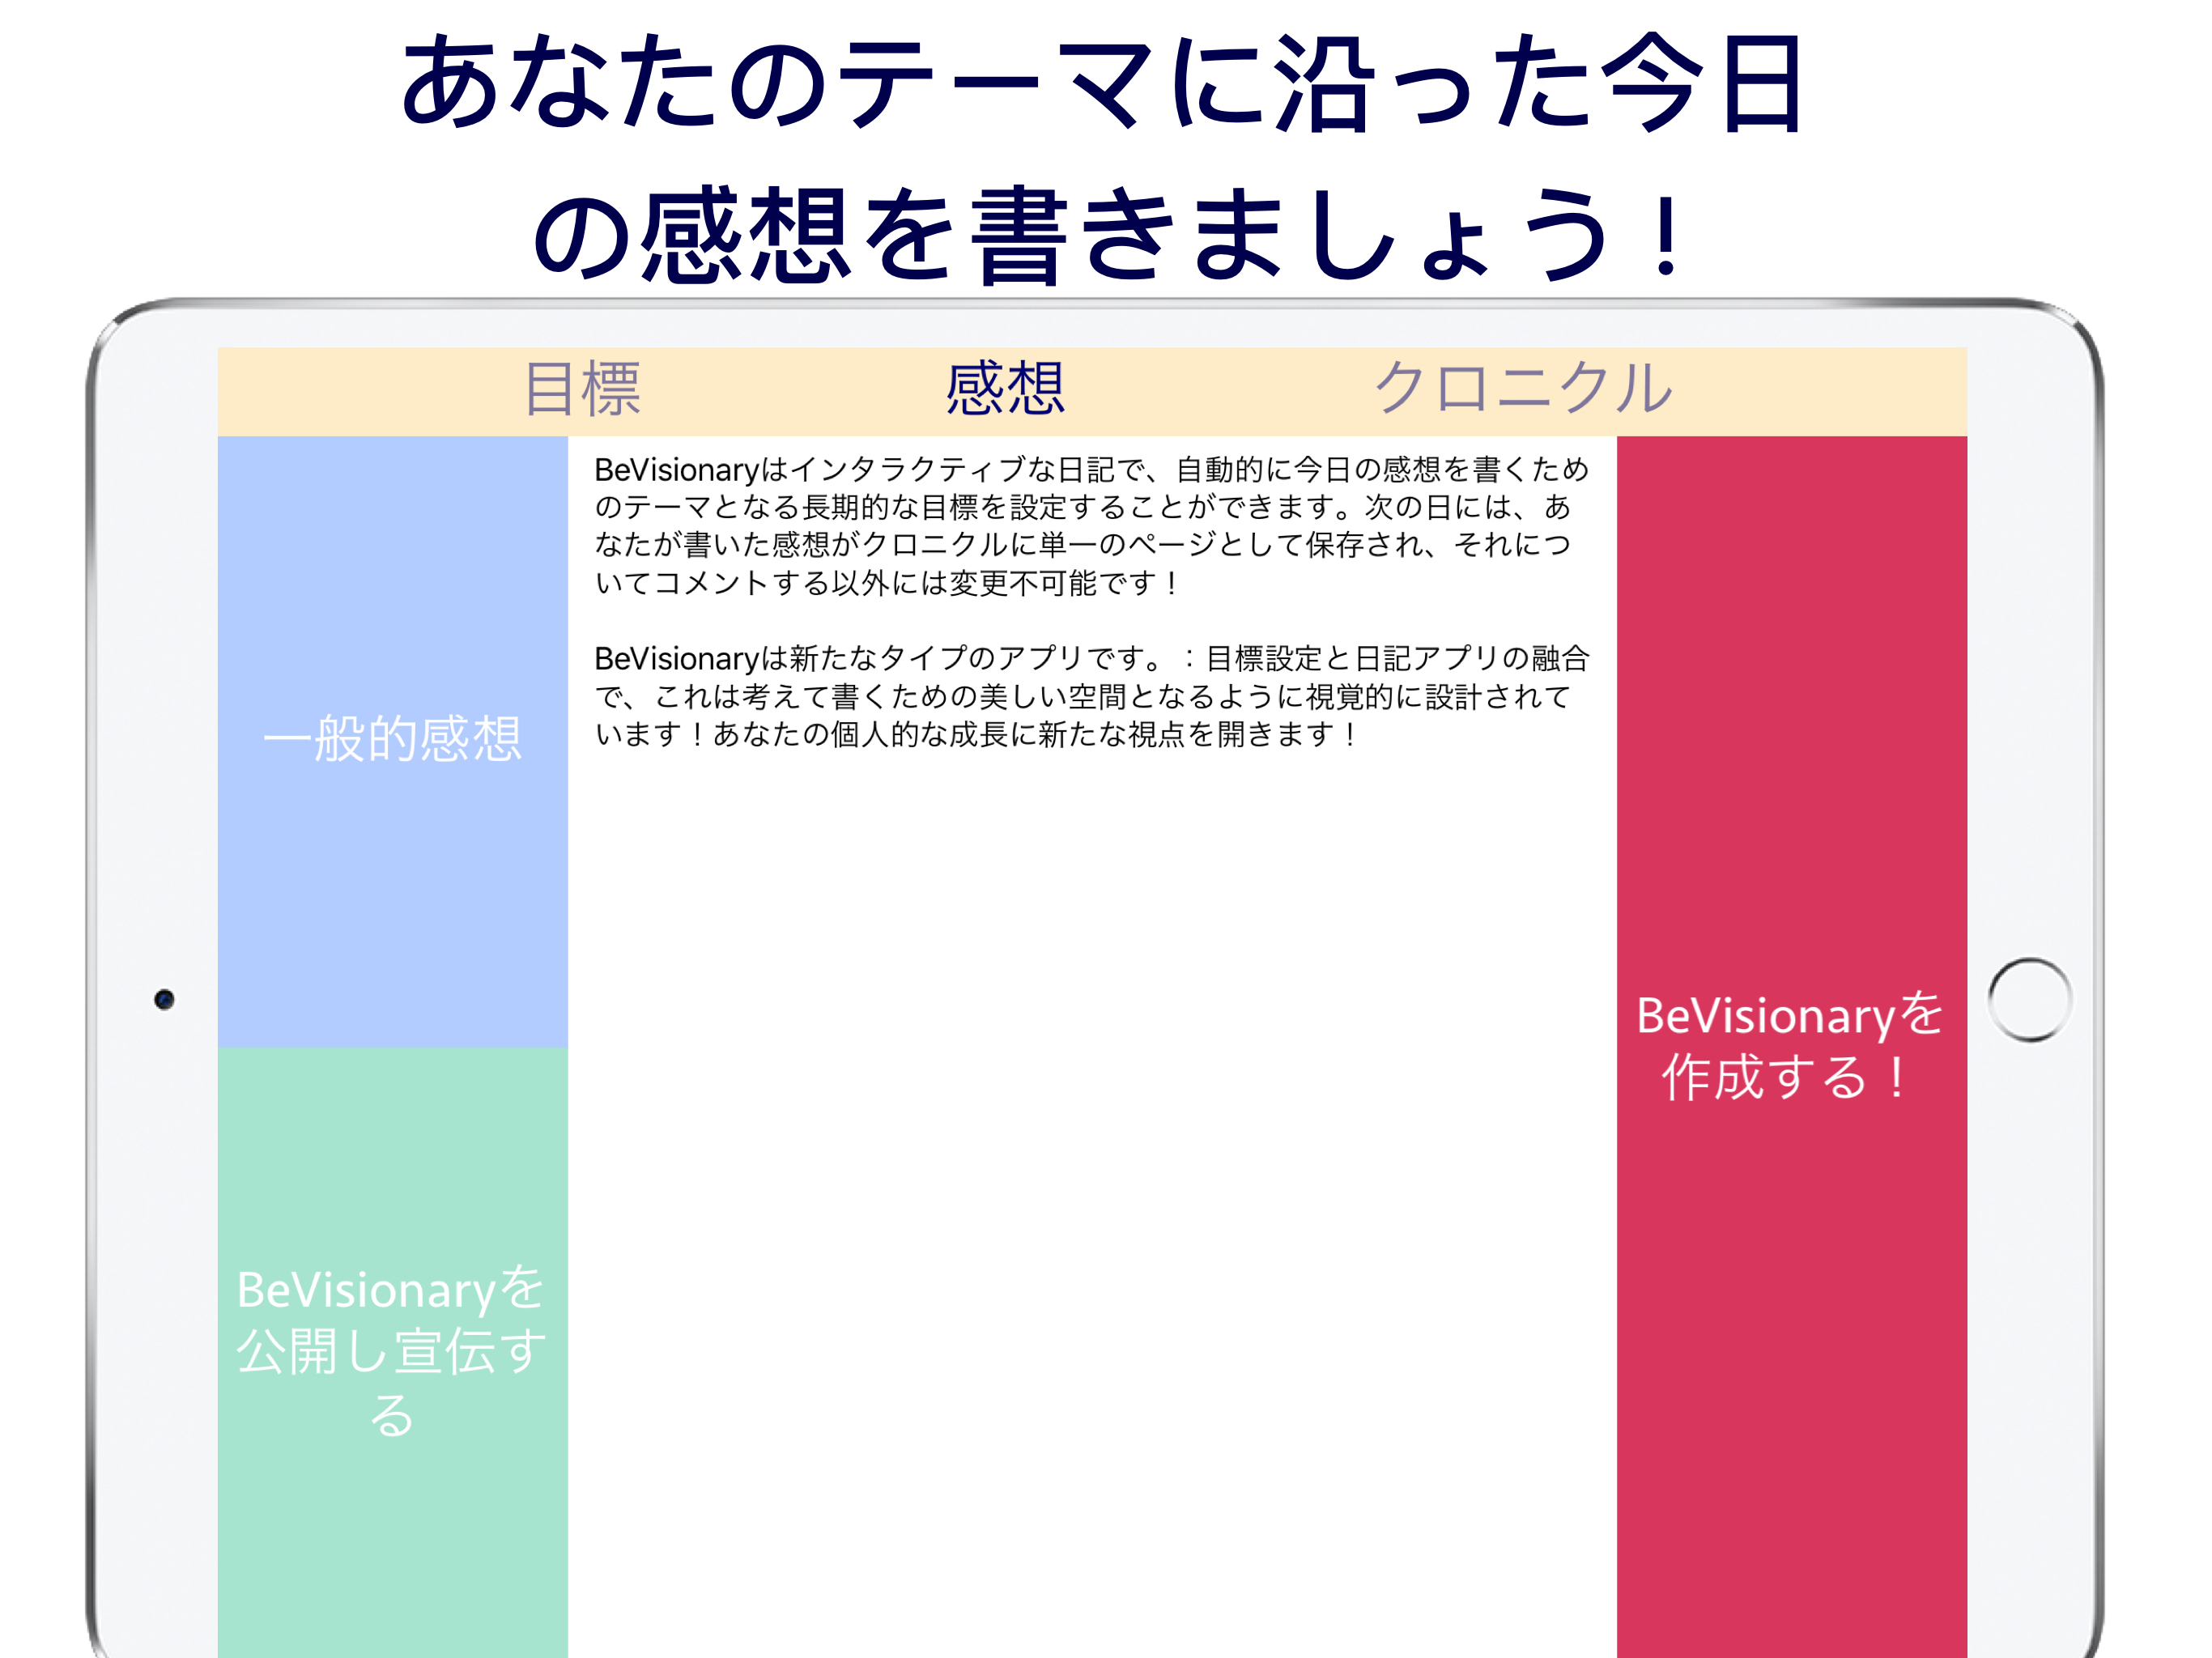 あなたのテーマに沿った今日
の感想を書きましょう！
目標
感想
クロニクル
一般的感想
BeVisionaryを
公開し宣伝す
る
BeVisionaryはインタラクティブな日記で、自動的に今日の感想を書くため
のテーマとなる長期的な目標を設定することができます。次の日には、あ
なたが書いた感想がクロニクルに単一のページとして保存され、それにつ
いてコメントする以外には変更不可能です！
BeVisionaryは新たなタイプのアプリです。：目標設定と日記アプリの融合
で、これは考えて書くための美しい空間となるように視覚的に設計されて
います！あなたの個人的な成長に新たな視点を開きます！
BeVisionaryを
作成する！